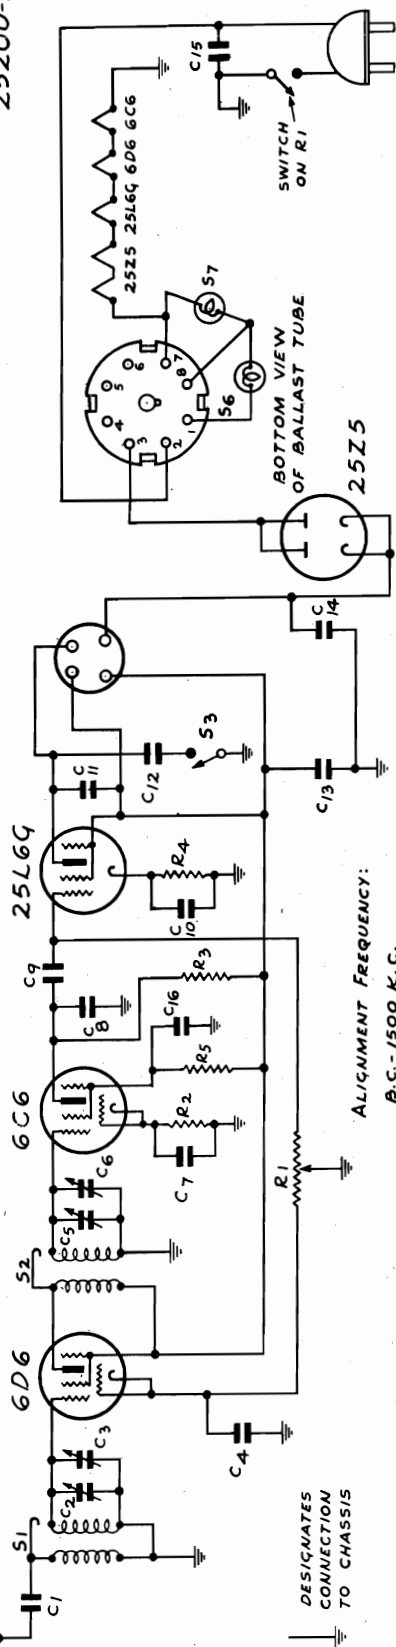 25200-
6D6
6C6
25L6G
25Z5
S1
S2
S3
C1
C2
C3
C4
C5
C6
C7
C8
C9
C10
C11
C12
C13
C14
C15
C16
R1
R2
R3
R4
R5
25Z5 25L6G 6D6 6C6
1
2
3
4
5
6
7
8
S6
S7
BOTTOM VIEW
OF BALLAST TUBE
SWITCH
ON R1
ALIGNMENT FREQUENCY:
B.C.-1500 K.C.
DESIGNATES
CONNECTION
TO CHASSIS